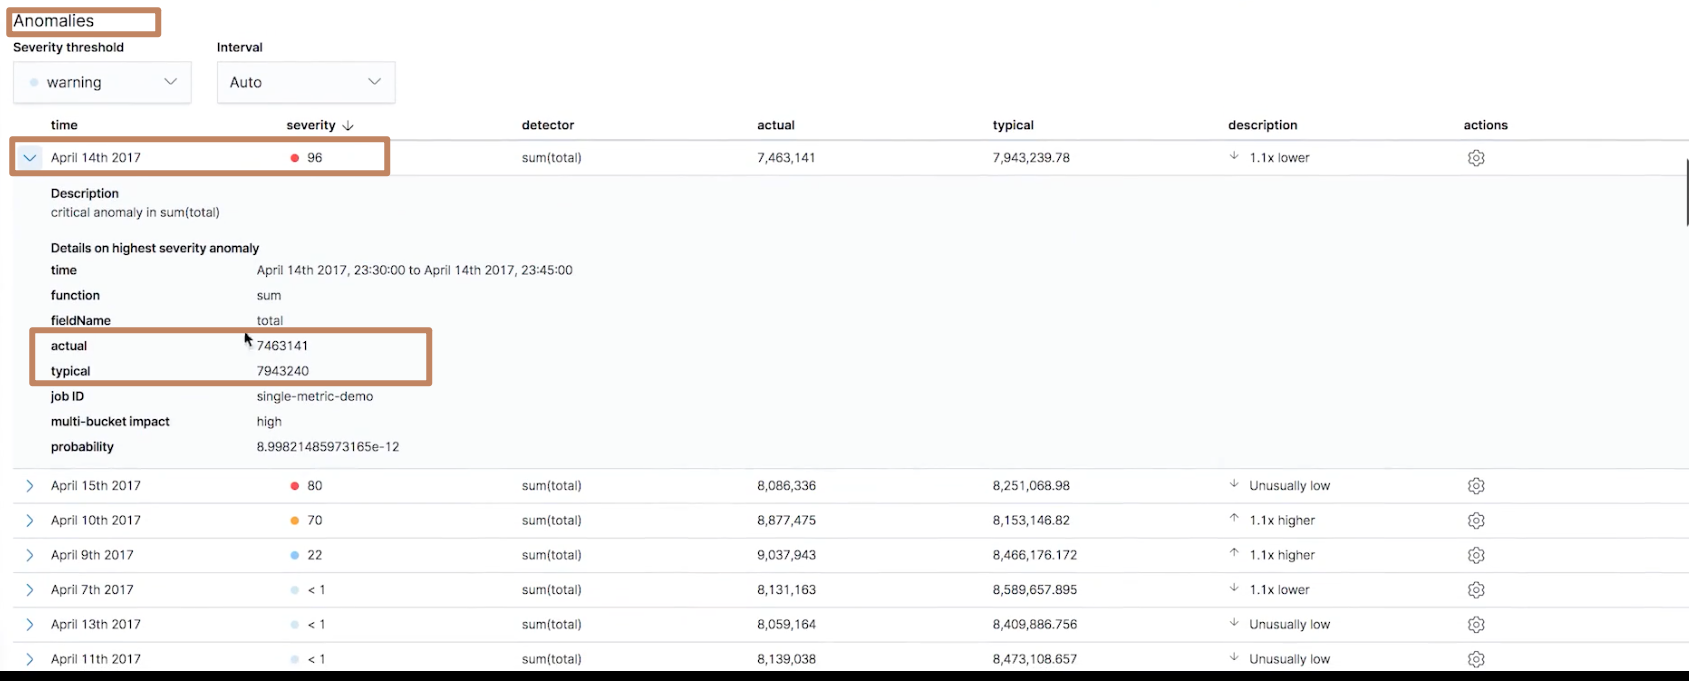 Anomalies
Severity threshold Interval
warning Auto
time severity detector actual typical description actions
April 14th 2017 96 sum(total) 7,463,141 7,943,239.78 1.1x lower
Description
critical anomaly in sum(total)
Details on highest severity anomaly
time April 14th 2017, 23:30:00 to April 14th 2017, 23:45:00
function sum
fieldName total
actual 7463141
typical 7943240
job ID single-metric-demo
multi-bucket impact high
probability 8.99821485973165e-12
April 15th 2017 80 sum(total) 8,086,336 8,251,068.98 Unusually low
April 10th 2017 70 sum(total) 8,877,475 8,153,146.82 1.1x higher
April 9th 2017 22 sum(total) 9,037,943 8,466,176.172 1.1x higher
April 7th 2017 < 1 sum(total) 8,131,163 8,589,657.895 1.1x lower
April 13th 2017 < 1 sum(total) 8,059,164 8,409,886.756 Unusually low
April 11th 2017 < 1 sum(total) 8,139,038 8,473,108.657 Unusually low